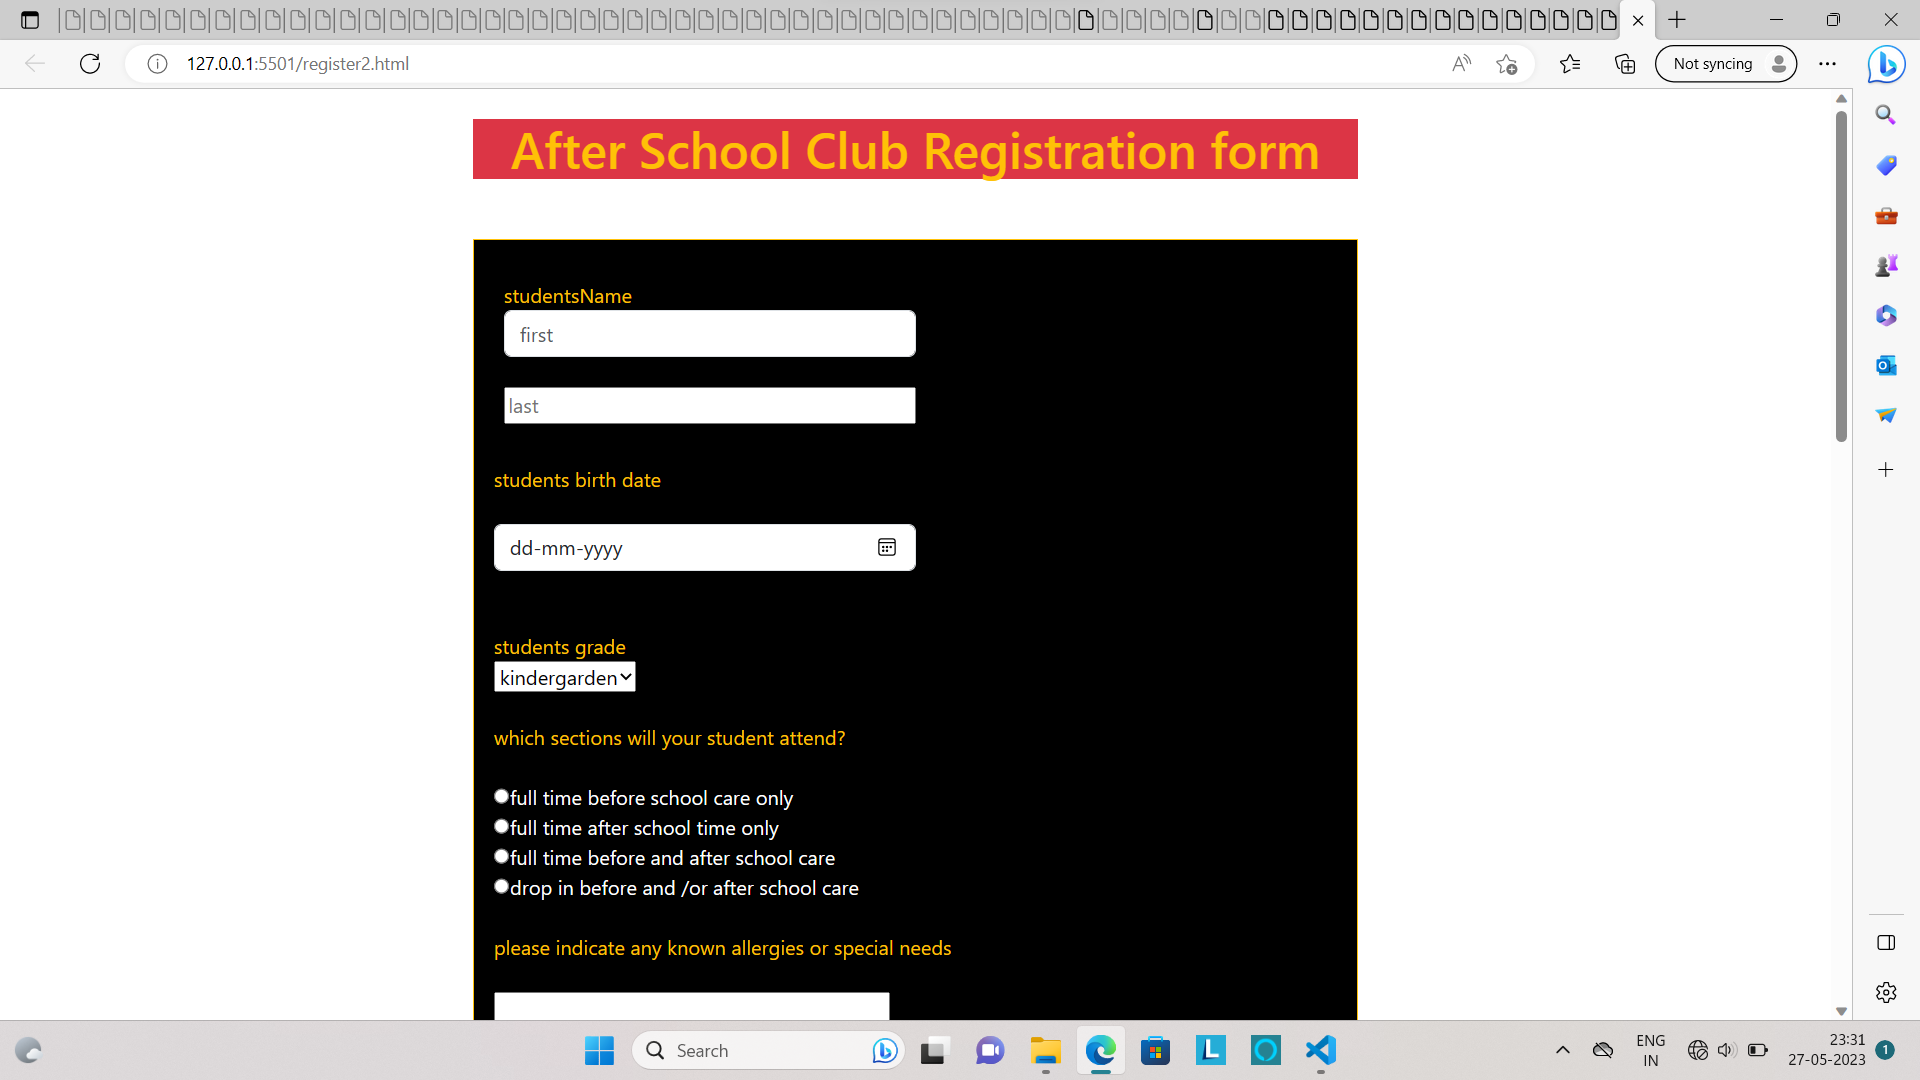 127.0.0.1:5501/register2.html
Not syncing
After School Club Registration form
studentsName
first
last
students birth date
dd-mm-yyyy
students grade
kindergarden
which sections will your student attend?
full time before school care only
full time after school time only
full time before and after school care
drop in before and /or after school care
please indicate any known allergies or special needs
Search
ENG
IN
23:31
27-05-2023
1